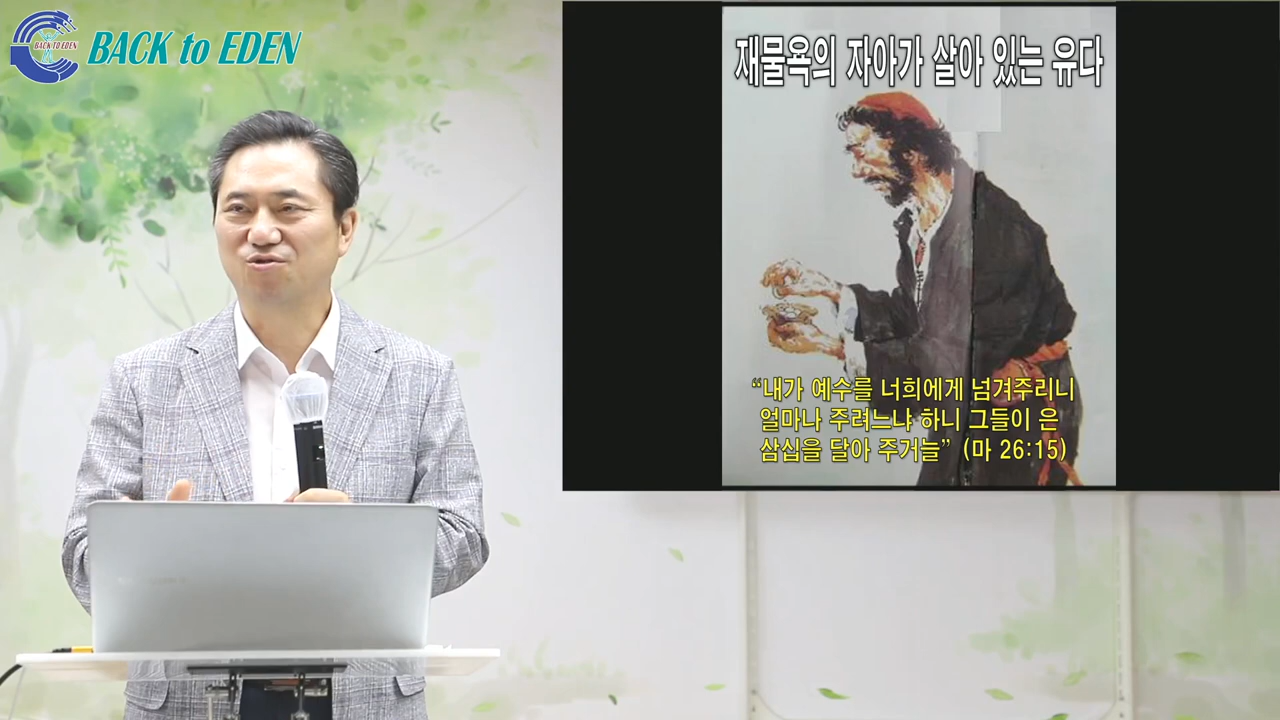 BACK TO EDEN
BACK to EDEN
재물욕의 자아가 살아 있는 유다
“내가 예수를 너희에게 넘겨주리니
얼마나 주려느냐 하니 그들이 은
삼십을 달아 주거늘” (마 26:15)